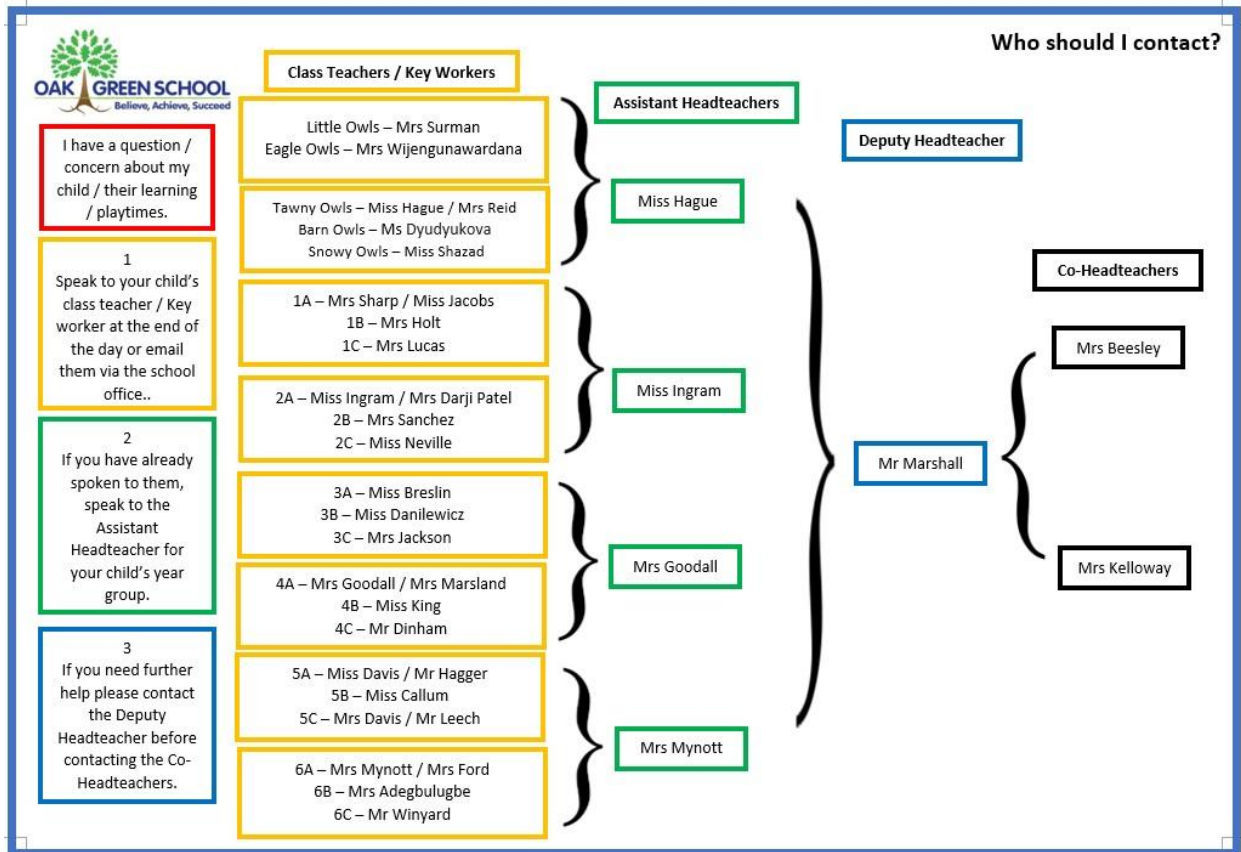 Who should I contact?
OAK GREEN SCHOOL
Believe, Achieve, Succeed
I have a question /
concern about my
child / their learning
/ playtimes.
1
Speak to your child's
class teacher / Key
worker at the end of
the day or email
them via the school
office..
2
If you have already
spoken to them,
speak to the
Assistant
Headteacher for
your child's year
group.
3
If you need further
help please contact
the Deputy
Headteacher before
contacting the Co-
Headteachers.
Class Teachers / Key Workers
Little Owls – Mrs Surman
Eagle Owls – Mrs Wijengunawardana
Tawny Owls – Miss Hague / Mrs Reid
Barn Owls – Ms Dyudyukova
Snowy Owls – Miss Shazad
1A – Mrs Sharp / Miss Jacobs
1B – Mrs Holt
1C – Mrs Lucas
2A – Miss Ingram / Mrs Darji Patel
2B – Mrs Sanchez
2C – Miss Neville
3A – Miss Breslin
3B – Miss Danilewicz
3C – Mrs Jackson
4A – Mrs Goodall / Mrs Marsland
4B – Miss King
4C – Mr Dinham
5A – Miss Davis / Mr Hagger
5B – Miss Callum
5C – Mrs Davis / Mr Leech
6A – Mrs Mynott / Mrs Ford
6B – Mrs Adegbulugbe
6C – Mr Winyard
Assistant Headteachers
Miss Hague
Miss Ingram
Mrs Goodall
Mrs Mynott
Deputy Headteacher
Mr Marshall
Co-Headteachers
Mrs Beesley
Mrs Kelloway